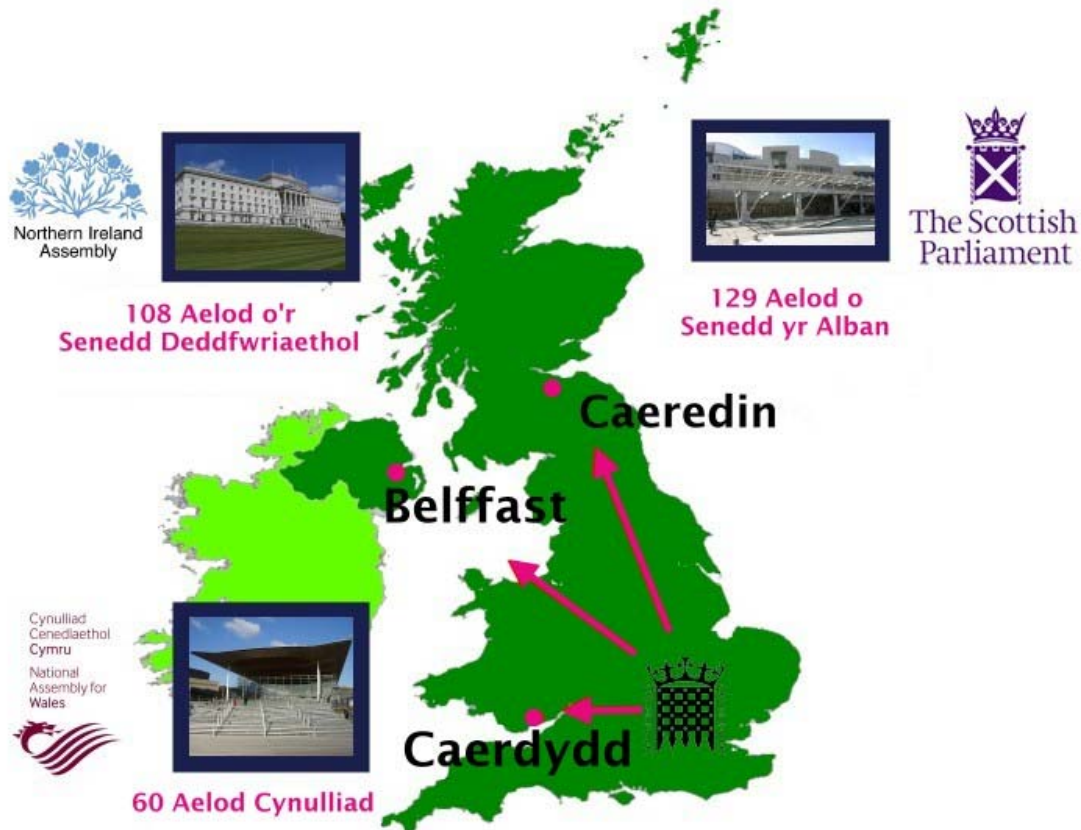 Northern Ireland
Assembly
108 Aelod o'r
Senedd Deddfwriaethol
The Scottish
Parliament
129 Aelod o
Senedd yr Alban
Caeredin
Belffast
Cynulliad
Cenedlaethol
Cymru
National
Assembly for
Wales
Caerdydd
60 Aelod Cynulliad